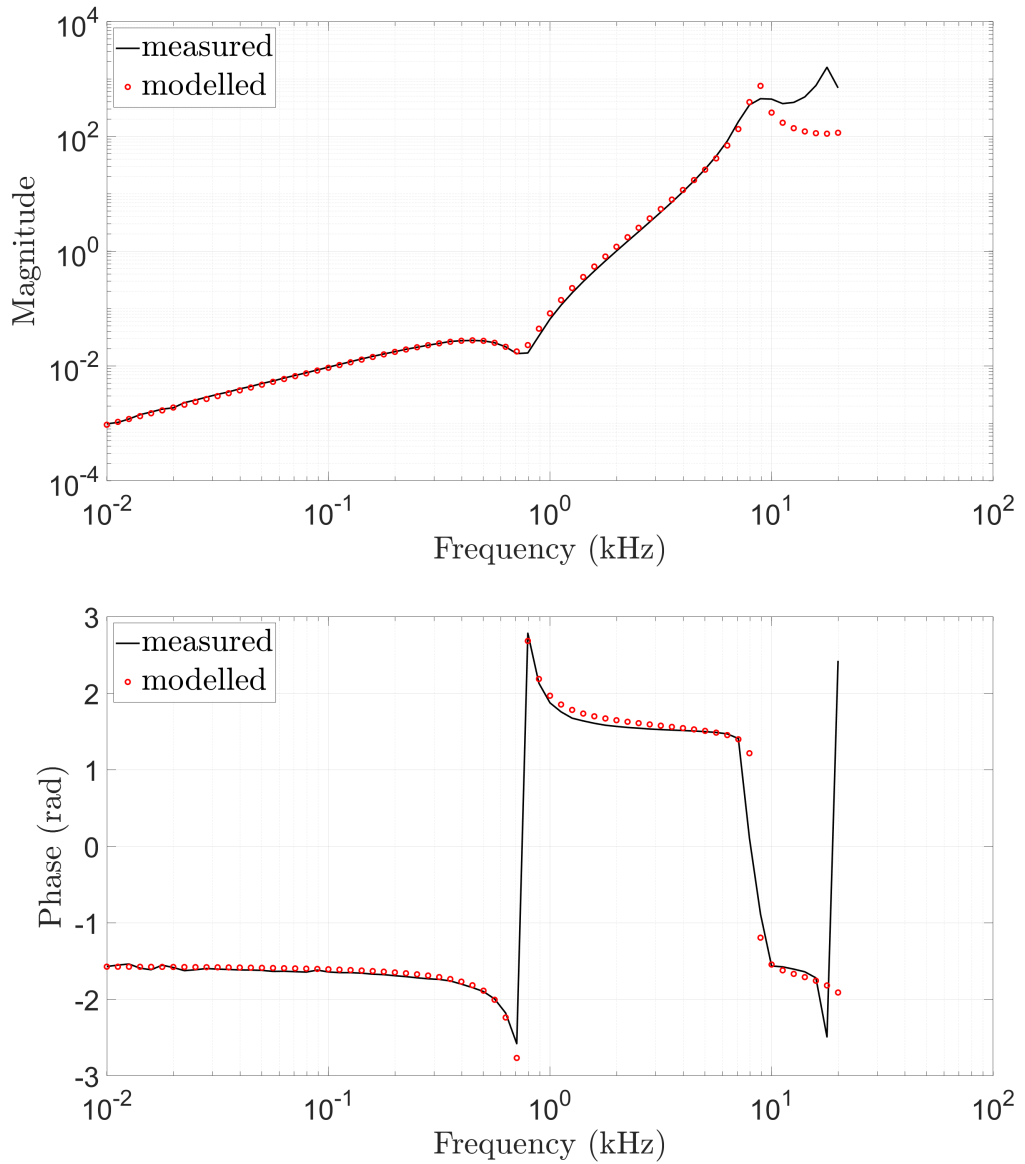 10^4
measured
modelled
10^2
10^0
10^-2
10^-4
Magnitude
10^-2 10^-1 10^0 10^1 10^2
Frequency (kHz)
3
measured
modelled
2
1
0
-1
-2
-3
Phase (rad)
10^-2 10^-1 10^0 10^1 10^2
Frequency (kHz)